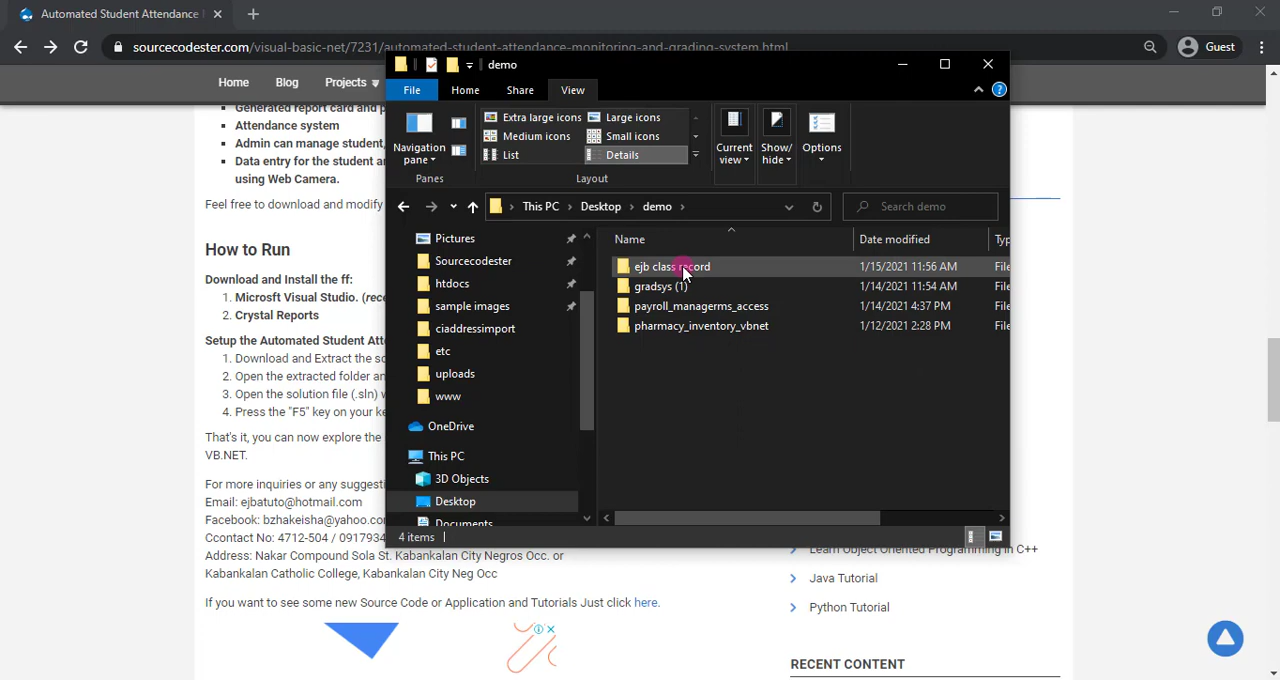 Automated Student Attendance
sourcecodester.com/visual-basic-net/7231/automated-student-attendance-monitoring-and-grading-system.html
Guest
Home Blog Projects
Generated report card and p
Attendance system
Admin can manage student,
Data entry for the student an
using Web Camera.
Feel free to download and modify
How to Run
Download and Install the ff:
1. Microsft Visual Studio. (rec
2. Crystal Reports
Setup the Automated Student Atte
1. Download and Extract the so
2. Open the extracted folder an
3. Open the solution file (.sln) w
4. Press the "F5" key on your ke
That's it, you can now explore the
VB.NET.
For more inquiries or any suggesti
Email: ejbatuto@hotmail.com
Facebook: bzhakeisha@yahoo.co
Ccontact No: 4712-504 / 0917934
Address: Nakar Compound Sola St. Kabankalan City Negros Occ. or
Kabankalan Catholic College, Kabankalan City Neg Occ
If you want to see some new Source Code or Application and Tutorials Just click here.
demo
File Home Share View
Navigation
pane
Extra large icons Large icons
Medium icons Small icons
List Details
Current
view
Show/
hide
Options
Panes Layout
This PC Desktop demo
Search demo
Pictures
Sourcecodester
htdocs
sample images
ciaddressimport
etc
uploads
www
OneDrive
This PC
3D Objects
Desktop
Documents
Name Date modified Typ
ejb class record 1/15/2021 11:56 AM File
gradsys (1) 1/14/2021 11:54 AM File
payroll_managerms_access 1/14/2021 4:37 PM File
pharmacy_inventory_vbnet 1/12/2021 2:28 PM File
4 items
Learn Object Oriented Programming in C++
Java Tutorial
Python Tutorial
RECENT CONTENT